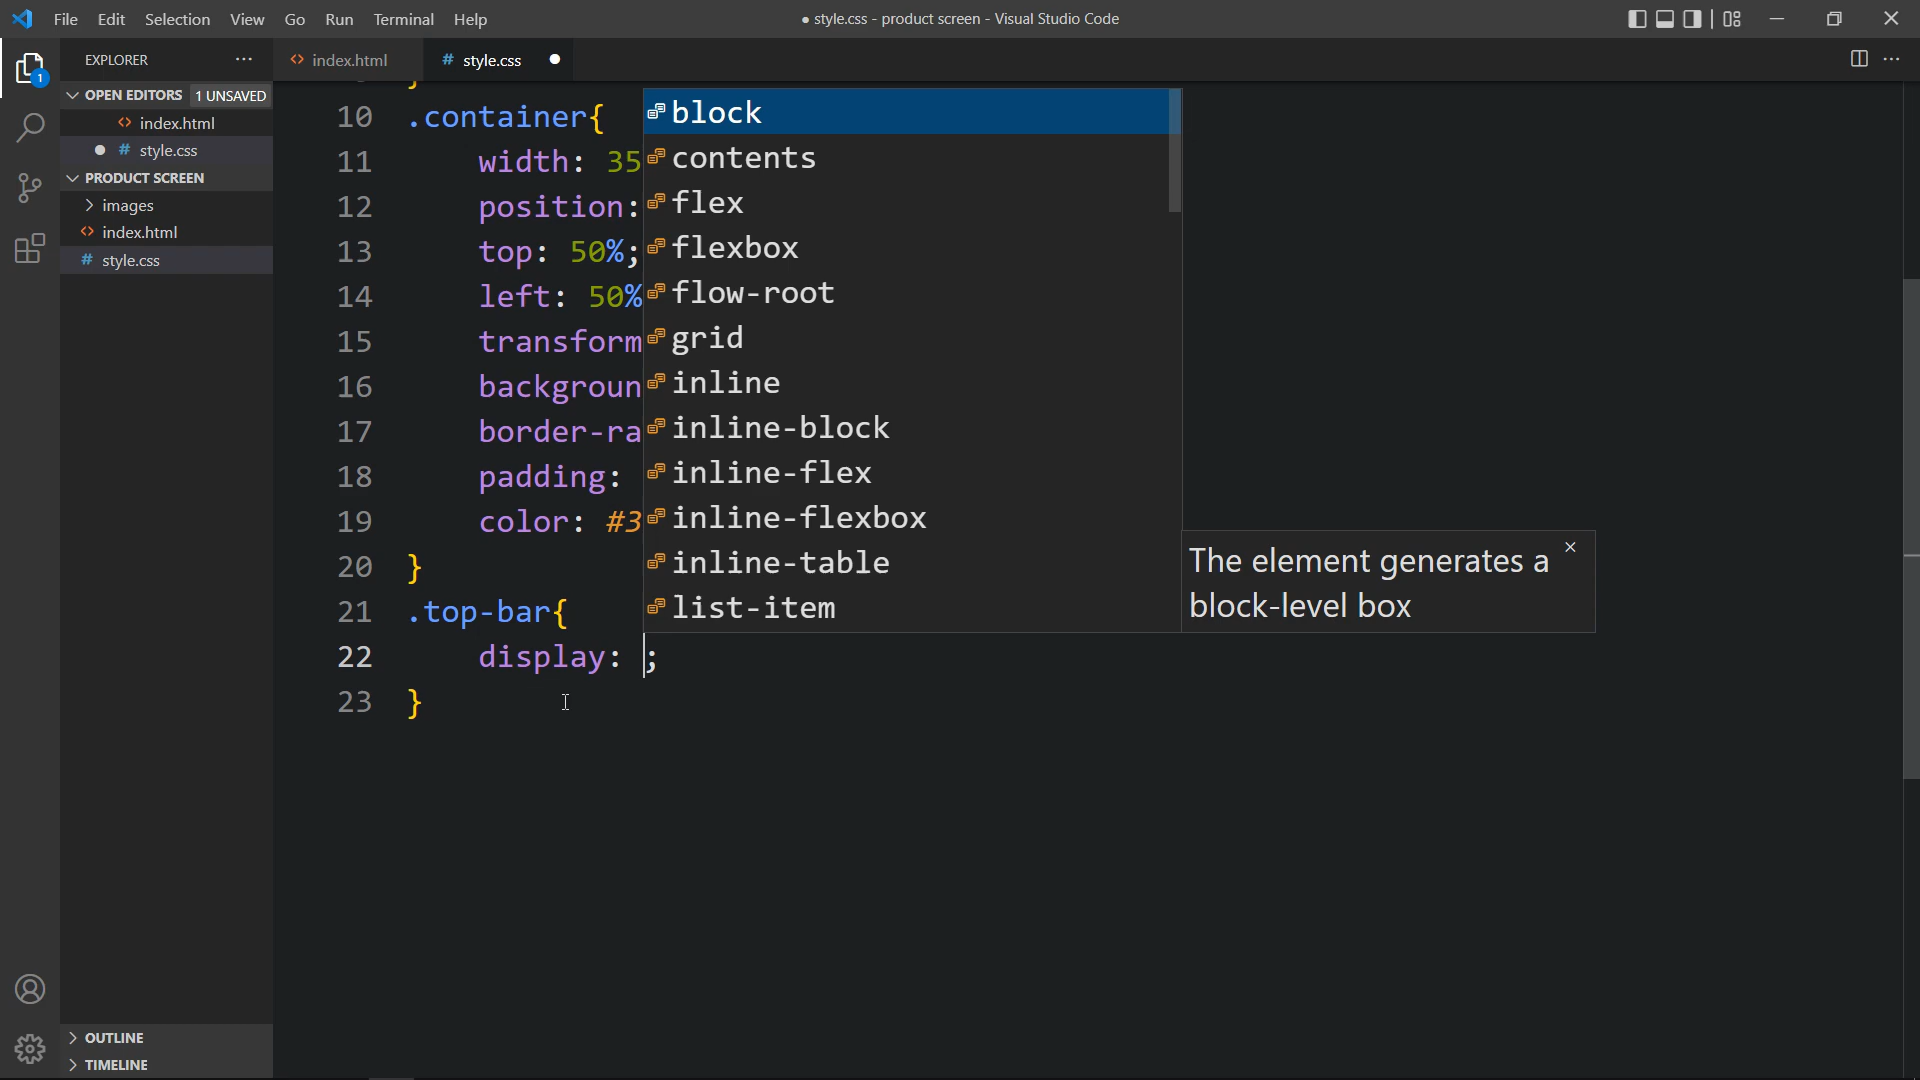 File Edit Selection View Go Run Terminal Help
● style.css - product screen - Visual Studio Code
EXPLORER
OPEN EDITORS 1 UNSAVED
index.html
# style.css
PRODUCT SCREEN
images
index.html
# style.css
OUTLINE
TIMELINE
1
index.html
# style.css
10 .container{
11 width: 35
12 position:
13 top: 50%;
14 left: 50%
15 transform
16 backgroun
17 border-ra
18 padding:
19 color: #3
20 }
21 .top-bar{
22 display: ;
23 }
block
contents
flex
flexbox
flow-root
grid
inline
inline-block
inline-flex
inline-flexbox
inline-table
list-item
The element generates a
block-level box